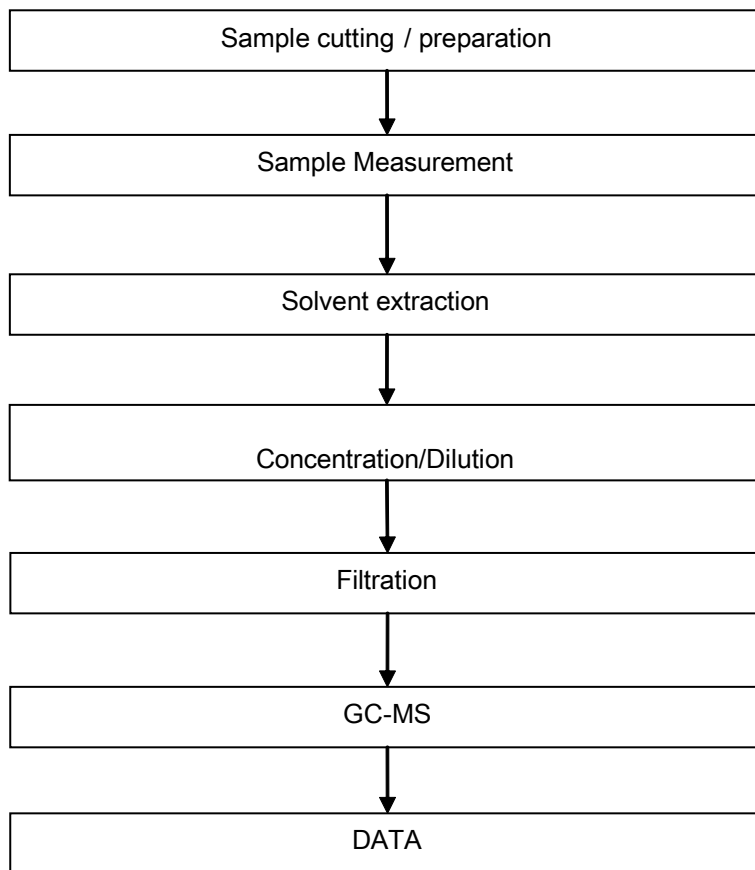 Sample cutting / preparation
Sample Measurement
Solvent extraction
Concentration/Dilution
Filtration
GC-MS
DATA